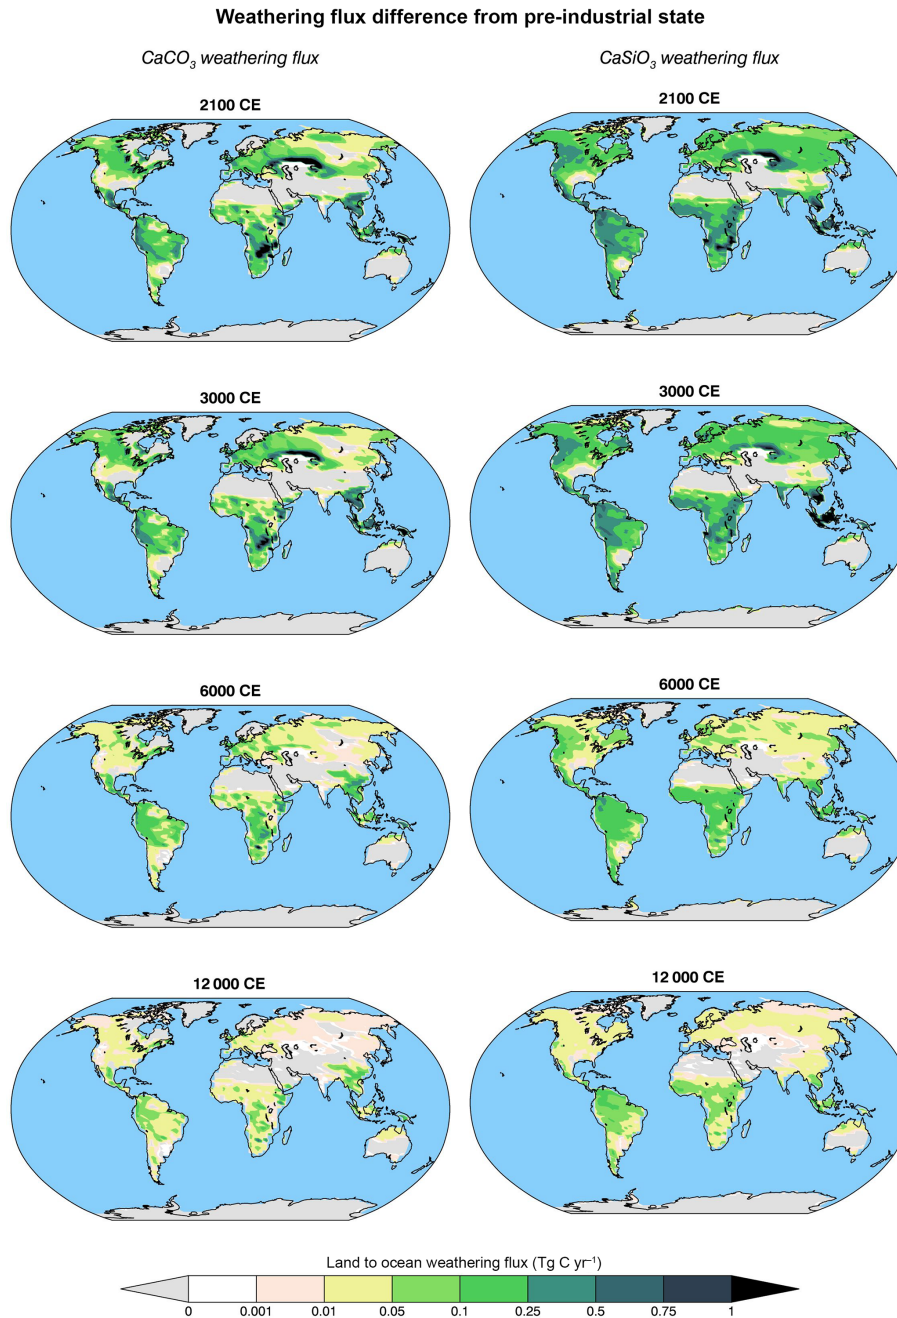 Weathering flux difference from pre-industrial state
CaCO₃ weathering flux
CaSiO₃ weathering flux
2100 CE
2100 CE
3000 CE
3000 CE
6000 CE
6000 CE
12 000 CE
12 000 CE
Land to ocean weathering flux (Tg C yr⁻¹)
0 0.001 0.01 0.05 0.1 0.25 0.5 0.75 1